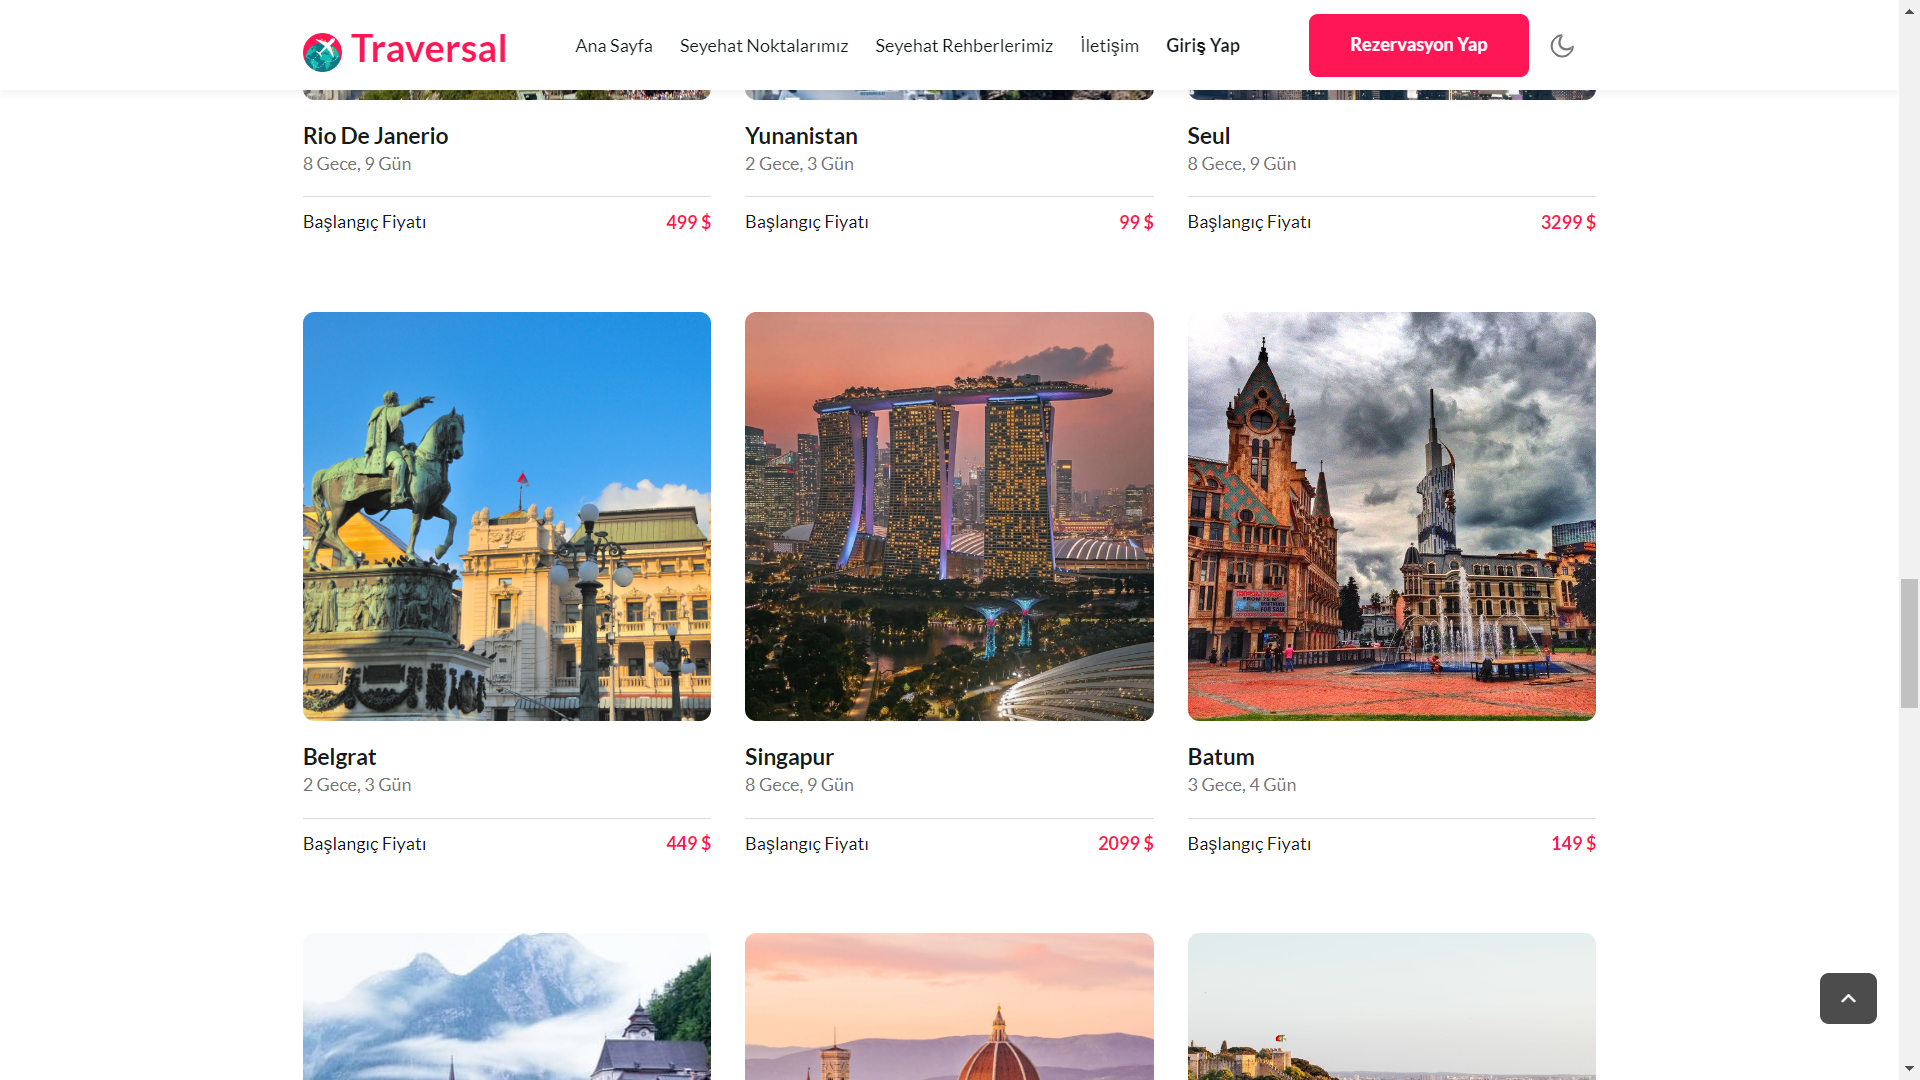 Traversal
Ana Sayfa
Seyehat Noktalarımız
Seyehat Rehberlerimiz
İletişim
Giriş Yap
Rezervasyon Yap
Rio De Janerio
8 Gece, 9 Gün
Başlangıç Fiyatı
499 $
Yunanistan
2 Gece, 3 Gün
Başlangıç Fiyatı
99 $
Seul
8 Gece, 9 Gün
Başlangıç Fiyatı
3299 $
Belgrat
2 Gece, 3 Gün
Başlangıç Fiyatı
449 $
Singapur
8 Gece, 9 Gün
Başlangıç Fiyatı
2099 $
FOR SALE
Batum
3 Gece, 4 Gün
Başlangıç Fiyatı
149 $